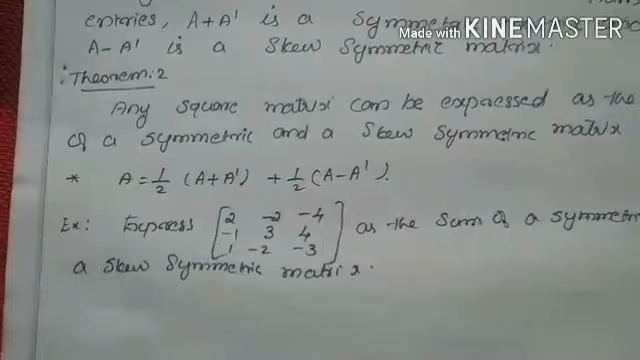 entries, A+A' is a Symmetric
Made with KINEMASTER
A-A' is a Skew Symmetric matrix.
Theorem:2
Any square matrix can be expressed as the
of a symmetric and a Skew symmetric matrix
* A = 1/2 (A+A') + 1/2 (A-A').
Ex: Express [2 -2 -4
-1 3 4
1 -2 -3] as the sum of a symmetri
a Skew Symmetric matrix.